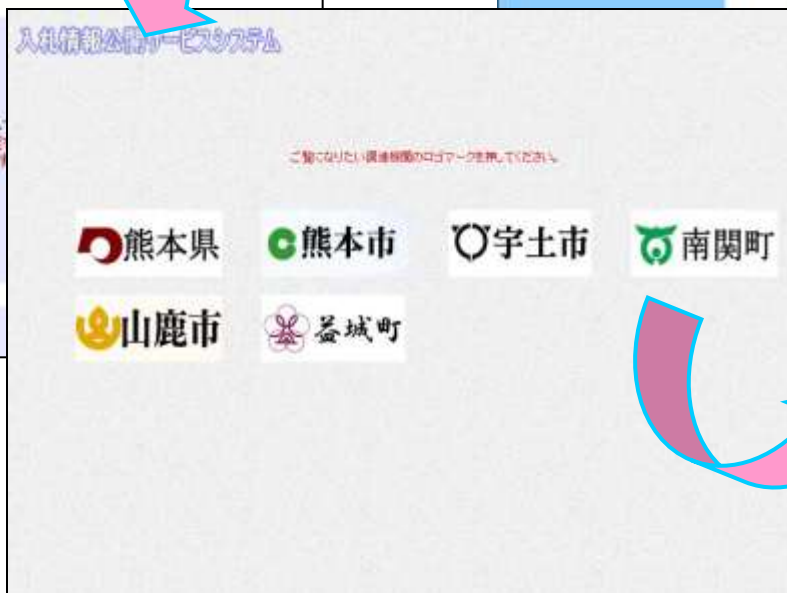 入札情報公開サービスシステム
ご覧になりたい調達機関のロゴマークを押してください。
熊本県 熊本市 宇土市 南関町
山鹿市 益城町